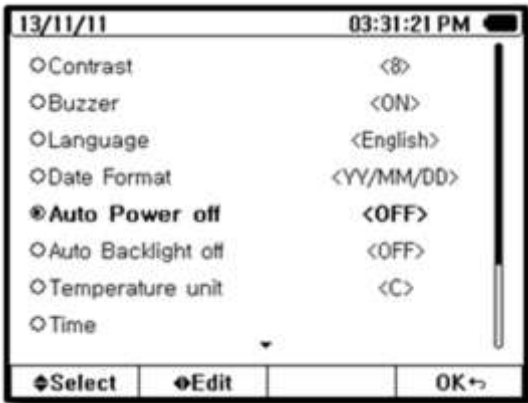 13/11/11 03:31:21 PM
Contrast <8>
Buzzer <ON>
Language <English>
Date Format <YY/MM/DD>
Auto Power off <OFF>
Auto Backlight off <OFF>
Temperature unit <C>
Time
Select Edit OK